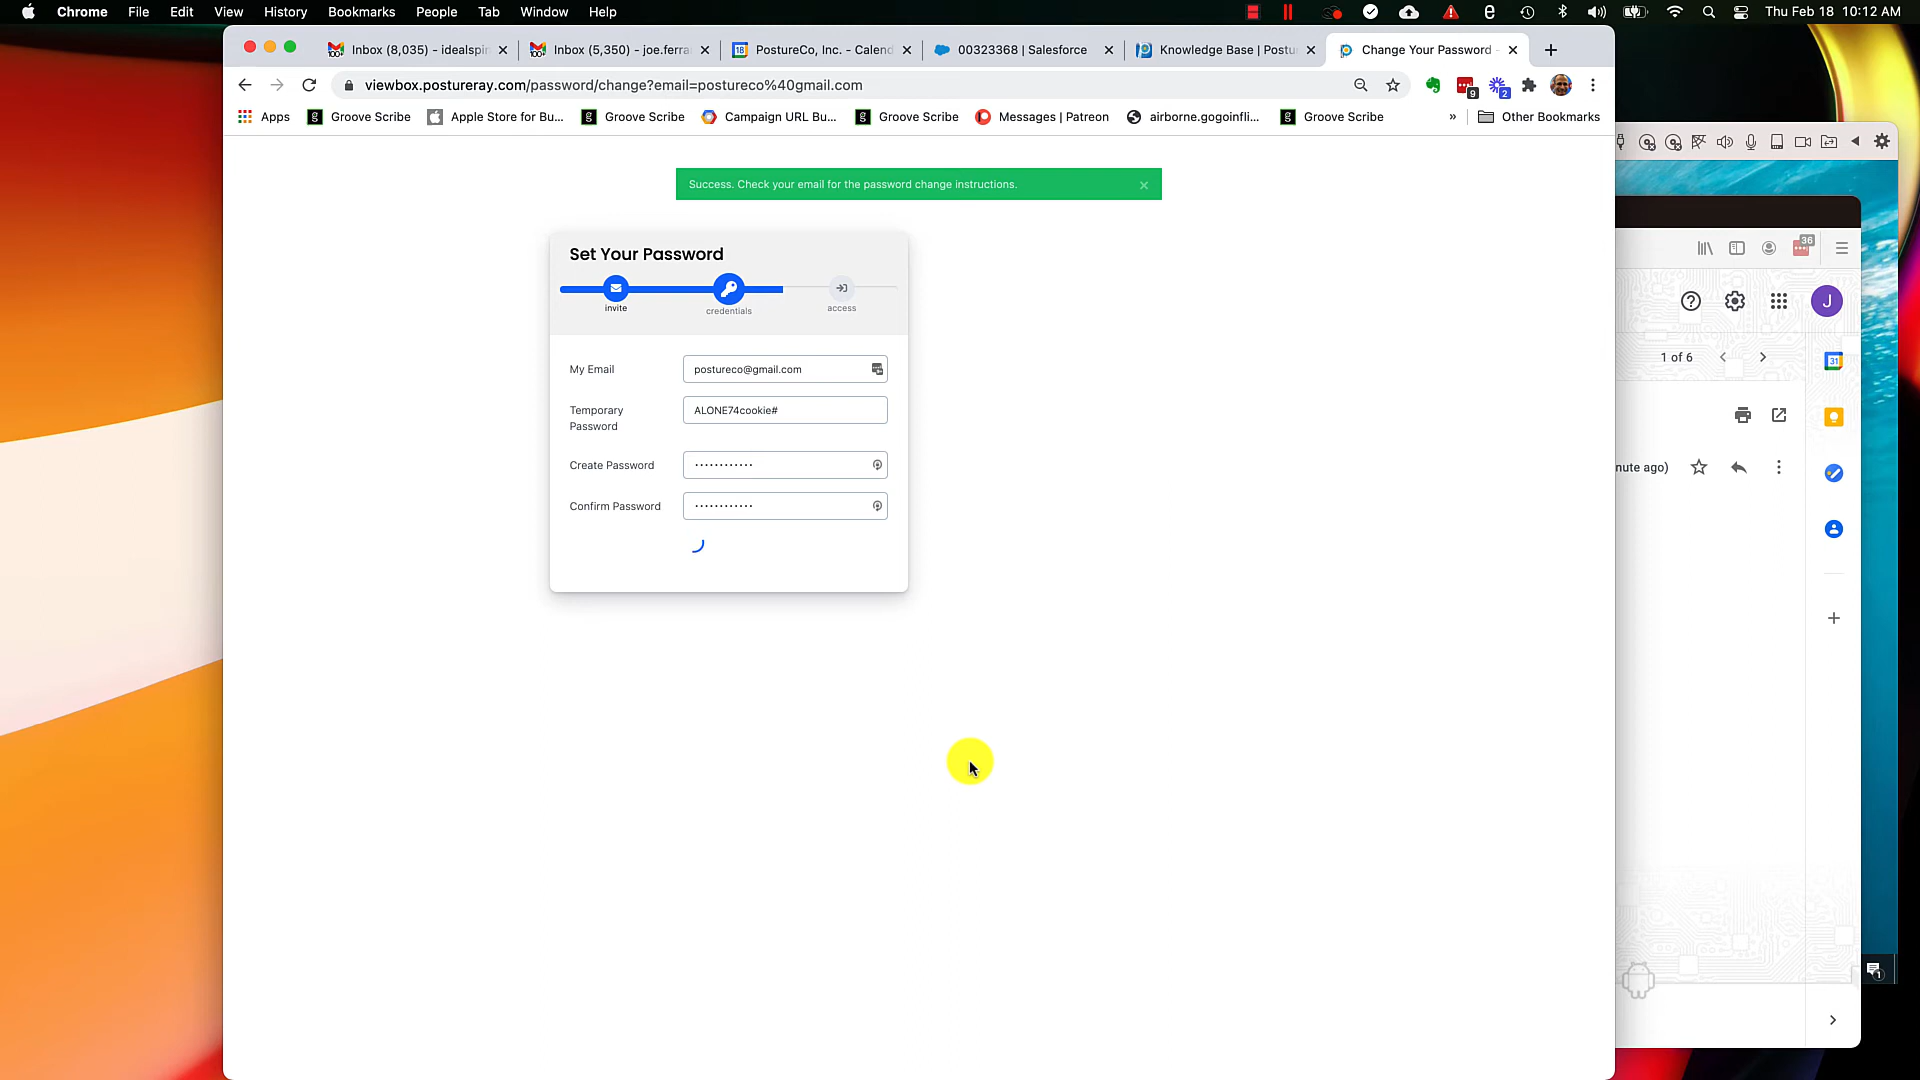 Chrome File Edit View History Bookmarks People Tab Window Help Thu Feb 18 10:12 AM
Inbox (8,035) - idealspi
Inbox (5,350) - joe.ferra
PostureCo, Inc. - Calend
00323368 | Salesforce
Knowledge Base | Postu
Change Your Password -
viewbox.postureray.com/password/change?email=postureco%40gmail.com
9
2
Apps
Groove Scribe
Apple Store for Bu...
Groove Scribe
Campaign URL Bu...
Groove Scribe
Messages | Patreon
airborne.gogoinfli...
Groove Scribe
»
Other Bookmarks
Success. Check your email for the password change instructions.
Set Your Password
invite
credentials
access
My Email
postureco@gmail.com
Temporary
Password
ALONE74cookie#
Create Password
Confirm Password
36
J
1 of 6
31
nute ago)
1